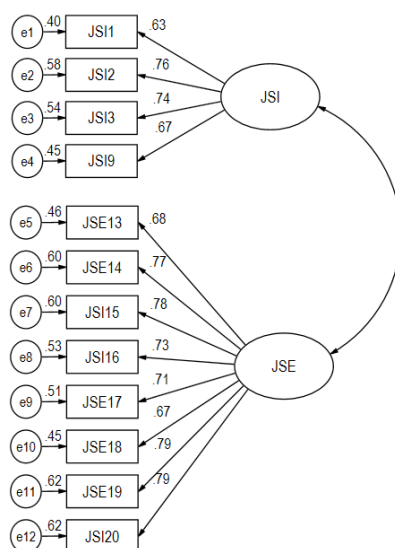 e1 .40 JSI1 .63
e2 .58 JSI2 .76
JSI
e3 .54 JSI3 .74
e4 .45 JSI9 .67
e5 .46 JSE13 .68
e6 .60 JSE14 .77
e7 .60 JSI15 .78
e8 .53 JSI16 .73
JSE
e9 .51 JSE17 .71
e10 .45 JSE18 .67
e11 .62 JSE19 .79
e12 .62 JSI20 .79